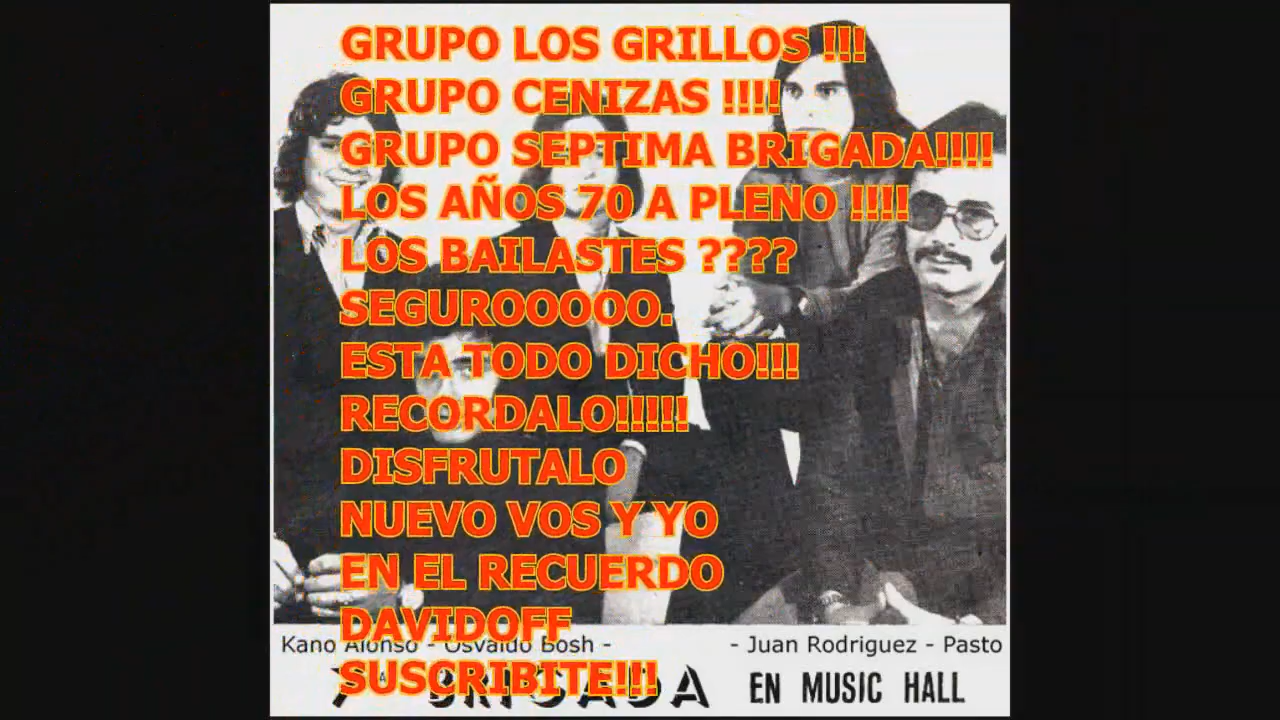 GRUPO LOS GRILLOS !!!
GRUPO CENIZAS !!!!
GRUPO SEPTIMA BRIGADA!!!!
LOS AÑOS 70 A PLENO !!!!
LOS BAILASTES ????
SEGUROOOOO.
ESTA TODO DICHO!!!
RECORDALO!!!!!
DISFRUTALO
NUEVO VOS Y YO
EN EL RECUERDO
DAVIDOFF
Kano Alonso - Osvaldo Bosh - - Juan Rodriguez - Pasto
SUSCRIBITE!!!
7ª BRIGADA EN MUSIC HALL